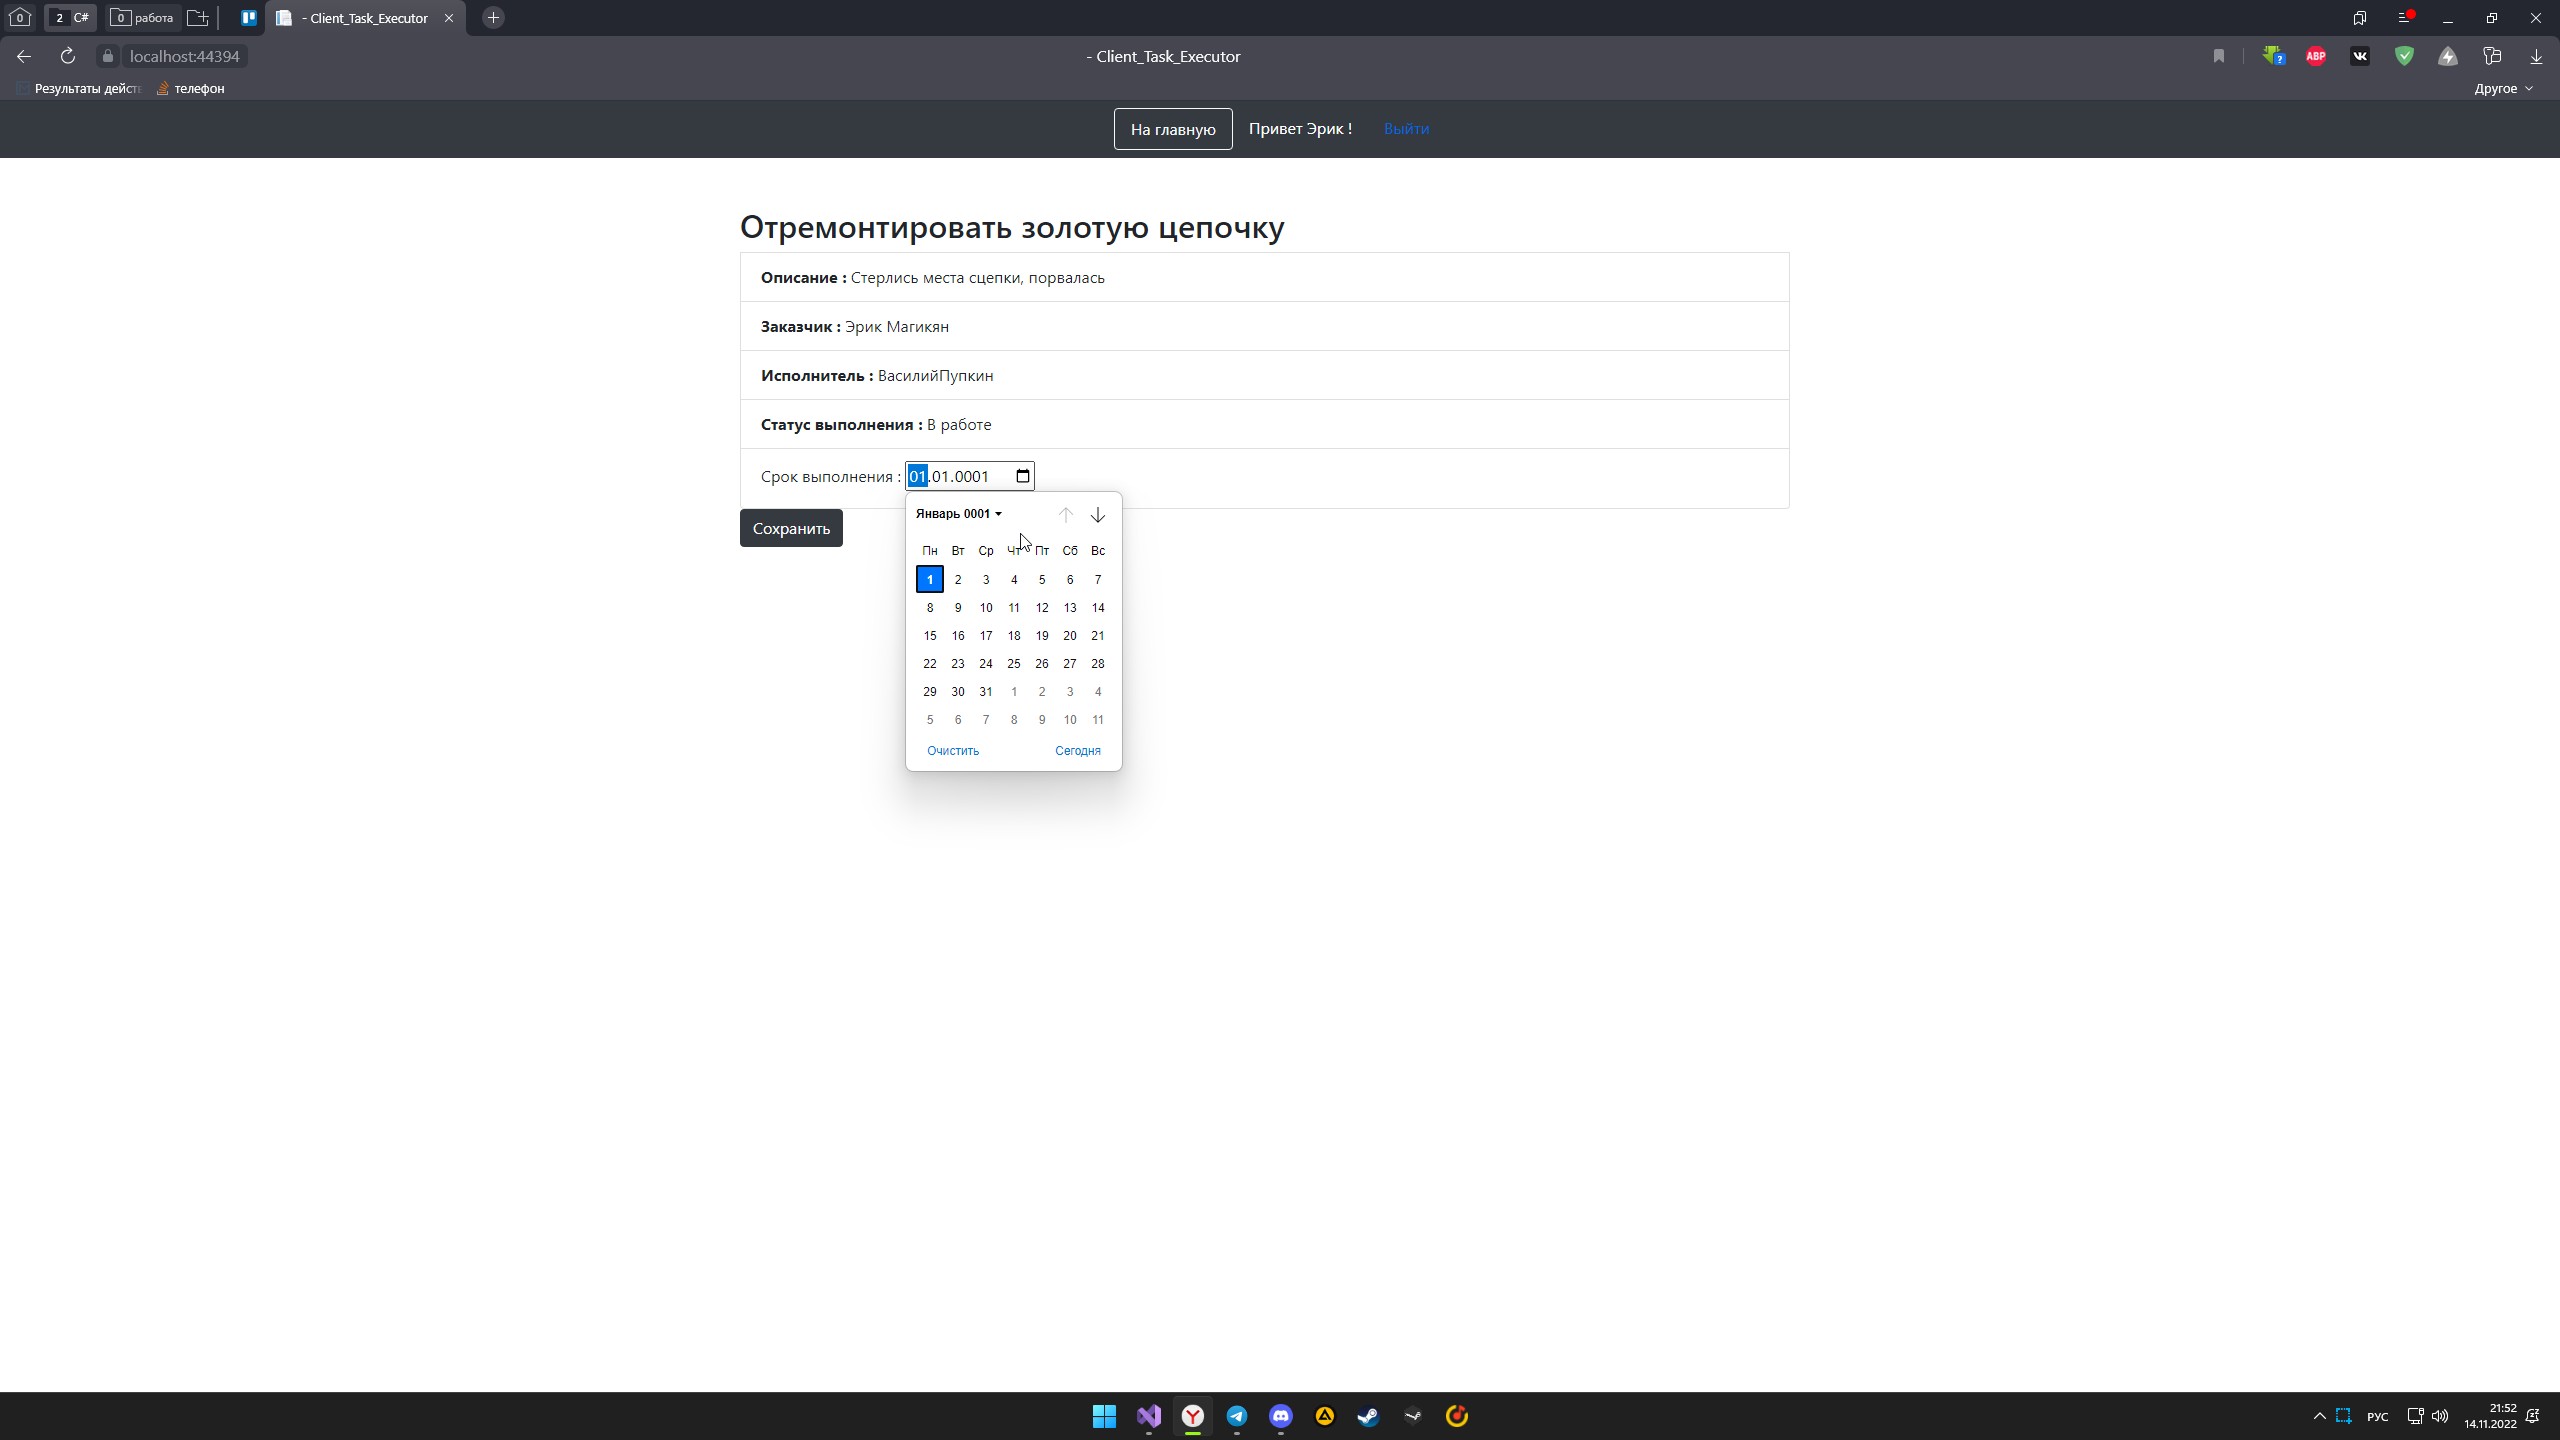 0
2 C#
0 работа
- Client_Task_Executor
localhost:44394
- Client_Task_Executor
ABP
Результаты дейст
телефон
Другое
На главную
Привет Эрик !
Выйти
Отремонтировать золотую цепочку
Описание : Стерлись места сцепки, порвалась
Заказчик : Эрик Магикян
Исполнитель : ВасилийПупкин
Статус выполнения : В работе
Срок выполнения : 01.01.0001
Сохранить
Январь 0001
Пн Вт Ср Чт Пт Сб Вс
1 2 3 4 5 6 7
8 9 10 11 12 13 14
15 16 17 18 19 20 21
22 23 24 25 26 27 28
29 30 31 1 2 3 4
5 6 7 8 9 10 11
Очистить
Сегодня
РУС
21:52
14.11.2022